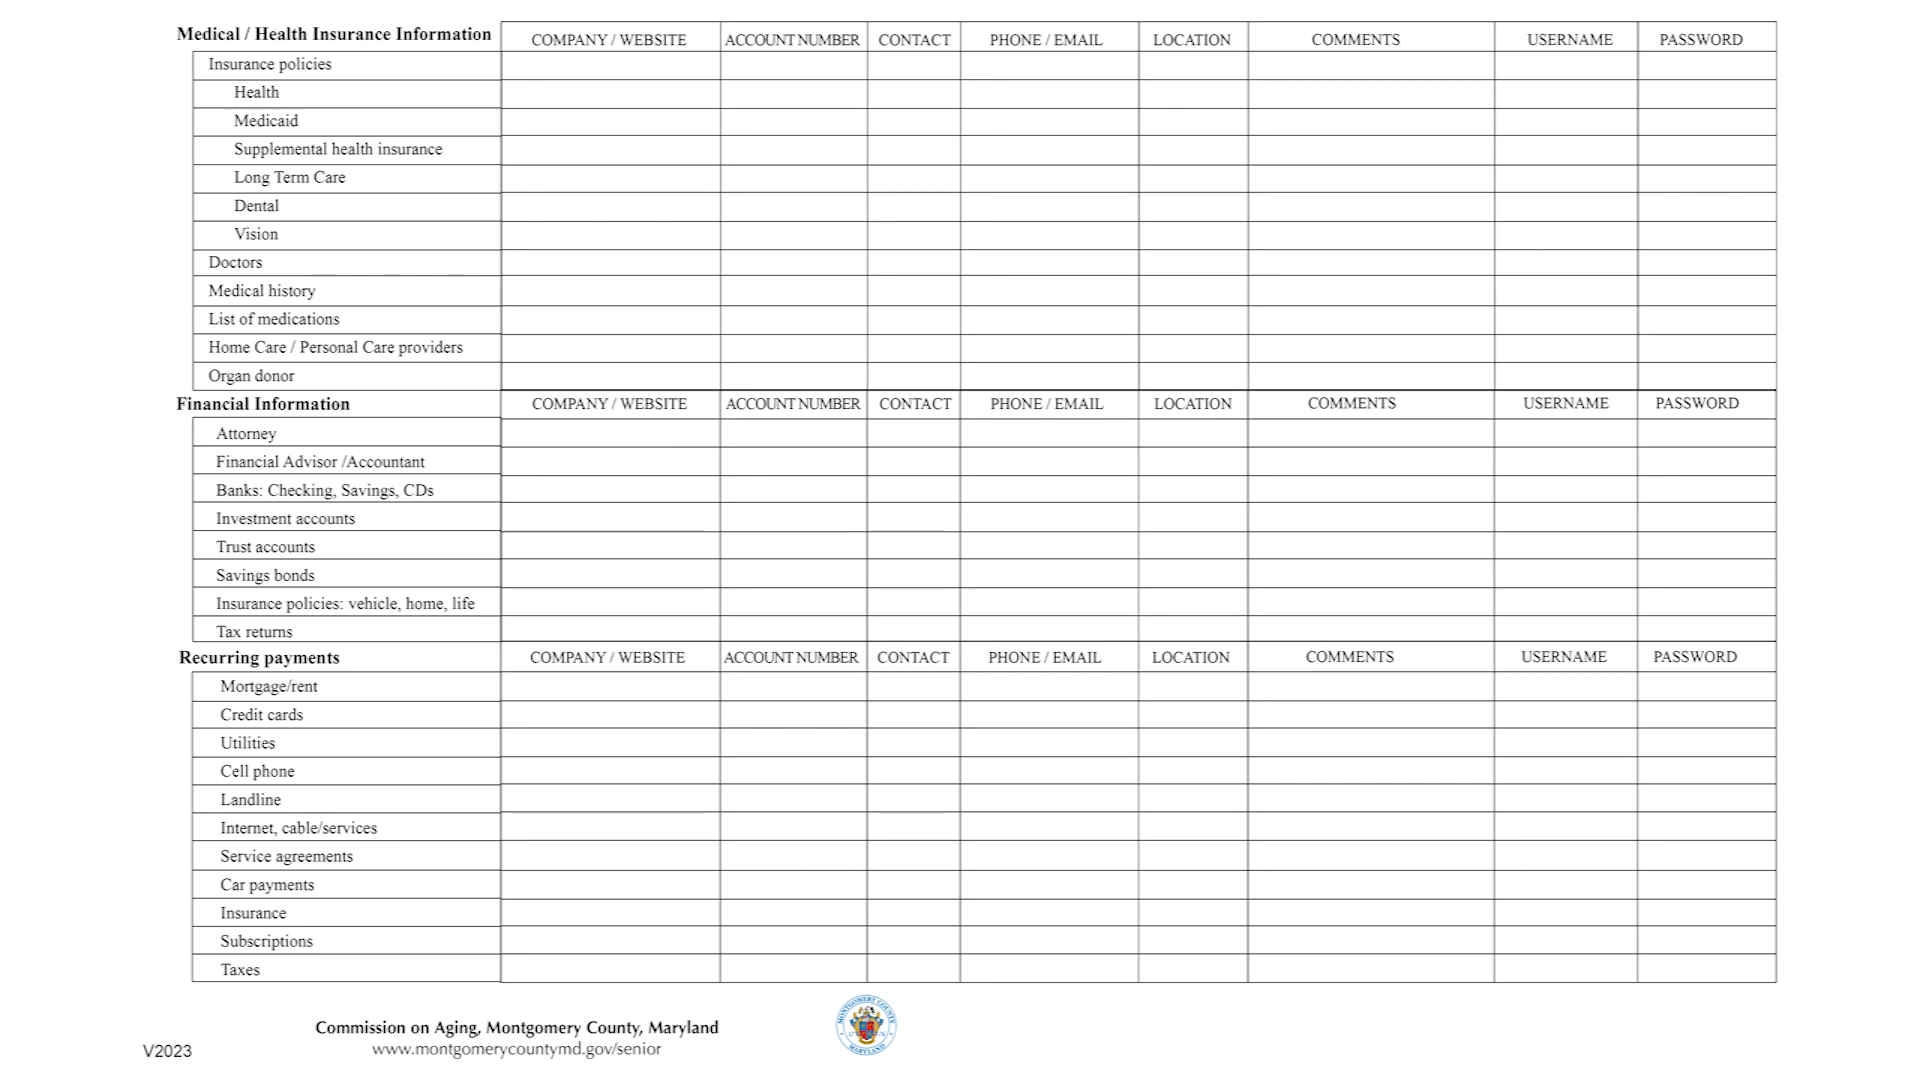 Medical / Health Insurance Information COMPANY / WEBSITE ACCOUNT NUMBER CONTACT PHONE / EMAIL LOCATION COMMENTS USERNAME PASSWORD
Insurance policies
Health
Medicaid
Supplemental health insurance
Long Term Care
Dental
Vision
Doctors
Medical history
List of medications
Home Care / Personal Care providers
Organ donor
Financial Information COMPANY / WEBSITE ACCOUNT NUMBER CONTACT PHONE / EMAIL LOCATION COMMENTS USERNAME PASSWORD
Attorney
Financial Advisor /Accountant
Banks: Checking, Savings, CDs
Investment accounts
Trust accounts
Savings bonds
Insurance policies: vehicle, home, life
Tax returns
Recurring payments COMPANY / WEBSITE ACCOUNT NUMBER CONTACT PHONE / EMAIL LOCATION COMMENTS USERNAME PASSWORD
Mortgage/rent
Credit cards
Utilities
Cell phone
Landline
Internet, cable/services
Service agreements
Car payments
Insurance
Subscriptions
Taxes
Commission on Aging, Montgomery County, Maryland
www.montgomerycountymd.gov/senior
V2023
MONTGOMERY COUNTY
MARYLAND